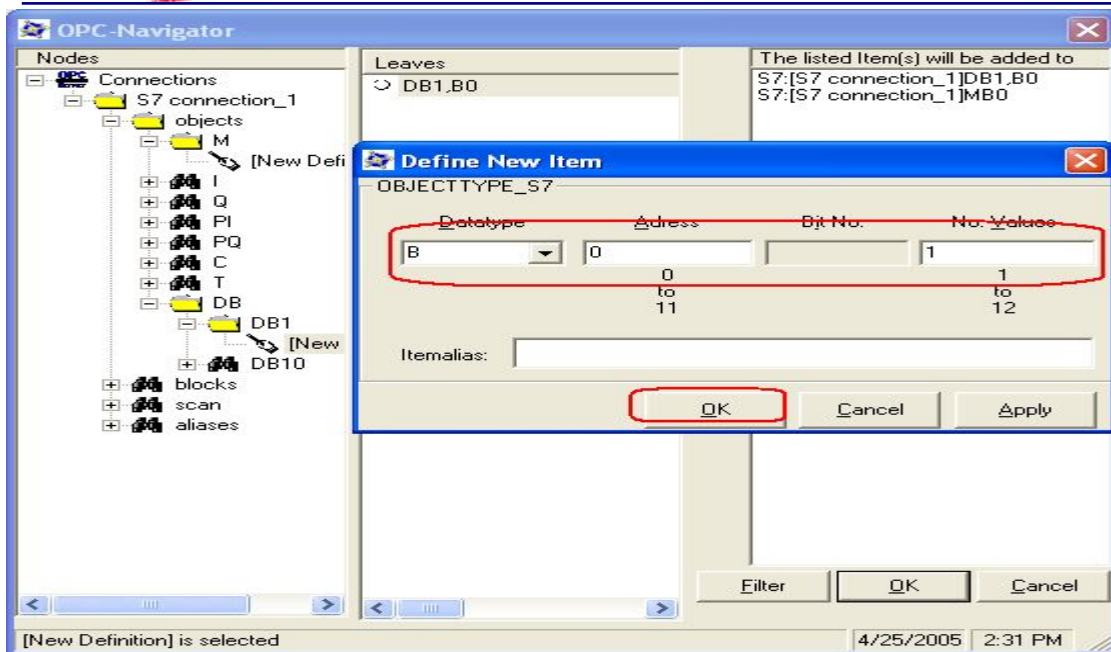 OPC-Navigator
Nodes
Connections
S7 connection_1
objects
M
[New Defi
I
Q
PI
PQ
C
T
DB
DB1
[New
DB10
blocks
scan
aliases
Leaves
DB1,B0
The listed Item(s) will be added to
S7:[S7 connection_1]DB1,B0
S7:[S7 connection_1]MB0
Define New Item
OBJECTTYPE_S7
Datatype Adress Bit No. No. Values
B 0 1
0 1
to to
11 12
Itemalias:
OK Cancel Apply
Filter OK Cancel
[New Definition] is selected 4/25/2005 2:31 PM